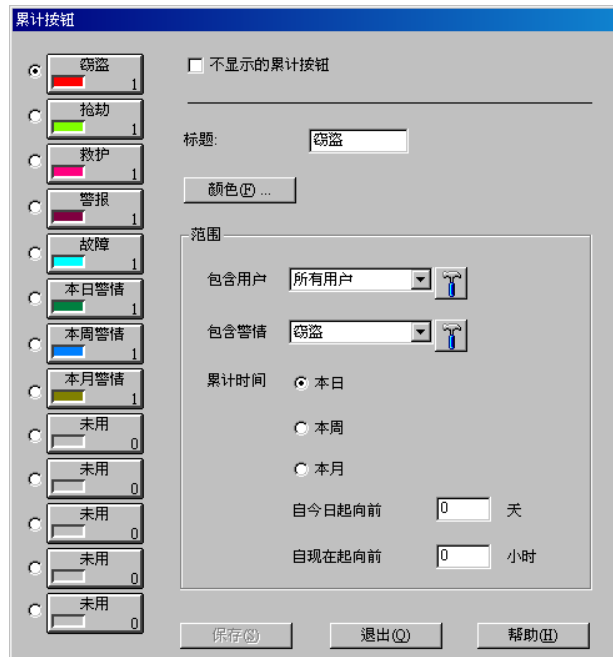 累计按钮
窃盗
1
抢劫
1
救护
1
警报
1
故障
1
本日警情
1
本周警情
1
本月警情
1
未用
0
未用
0
未用
0
未用
0
未用
0
不显示的累计按钮
标题:
窃盗
颜色(F) ...
范围
包含用户 所有用户
包含警情 窃盗
累计时间 本日
本周
本月
自今日起向前 0 天
自现在起向前 0 小时
保存(S) 退出(Q) 帮助(H)